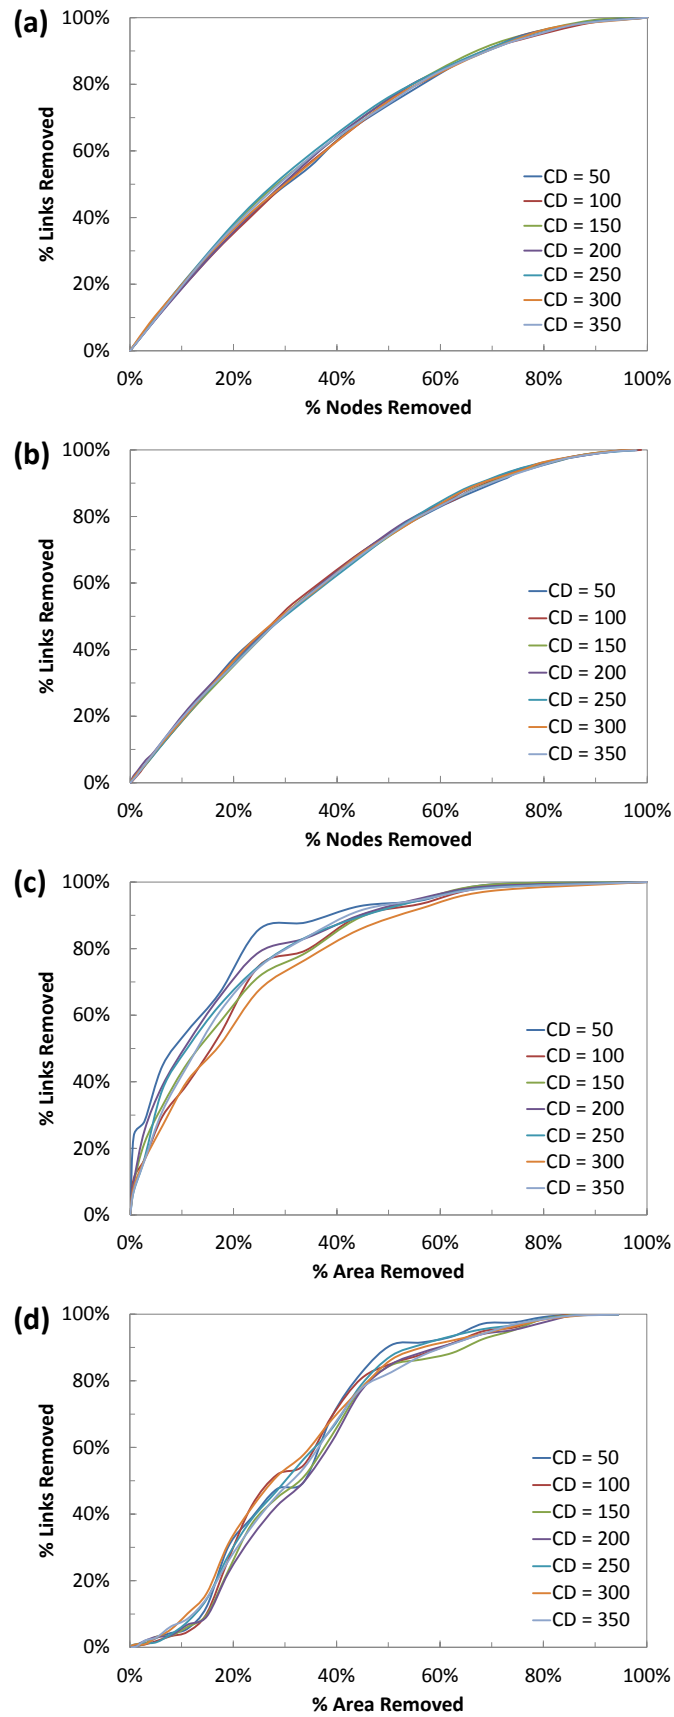 (a)
100%
80%
60%
40%
20%
0%
% Links Removed
CD = 50
CD = 100
CD = 150
CD = 200
CD = 250
CD = 300
CD = 350
0% 20% 40% 60% 80% 100%
% Nodes Removed
(b)
100%
80%
60%
40%
20%
0%
% Links Removed
CD = 50
CD = 100
CD = 150
CD = 200
CD = 250
CD = 300
CD = 350
0% 20% 40% 60% 80% 100%
% Nodes Removed
(c)
100%
80%
60%
40%
20%
0%
% Links Removed
CD = 50
CD = 100
CD = 150
CD = 200
CD = 250
CD = 300
CD = 350
0% 20% 40% 60% 80% 100%
% Area Removed
(d)
100%
80%
60%
40%
20%
0%
% Links Removed
CD = 50
CD = 100
CD = 150
CD = 200
CD = 250
CD = 300
CD = 350
0% 20% 40% 60% 80% 100%
% Area Removed